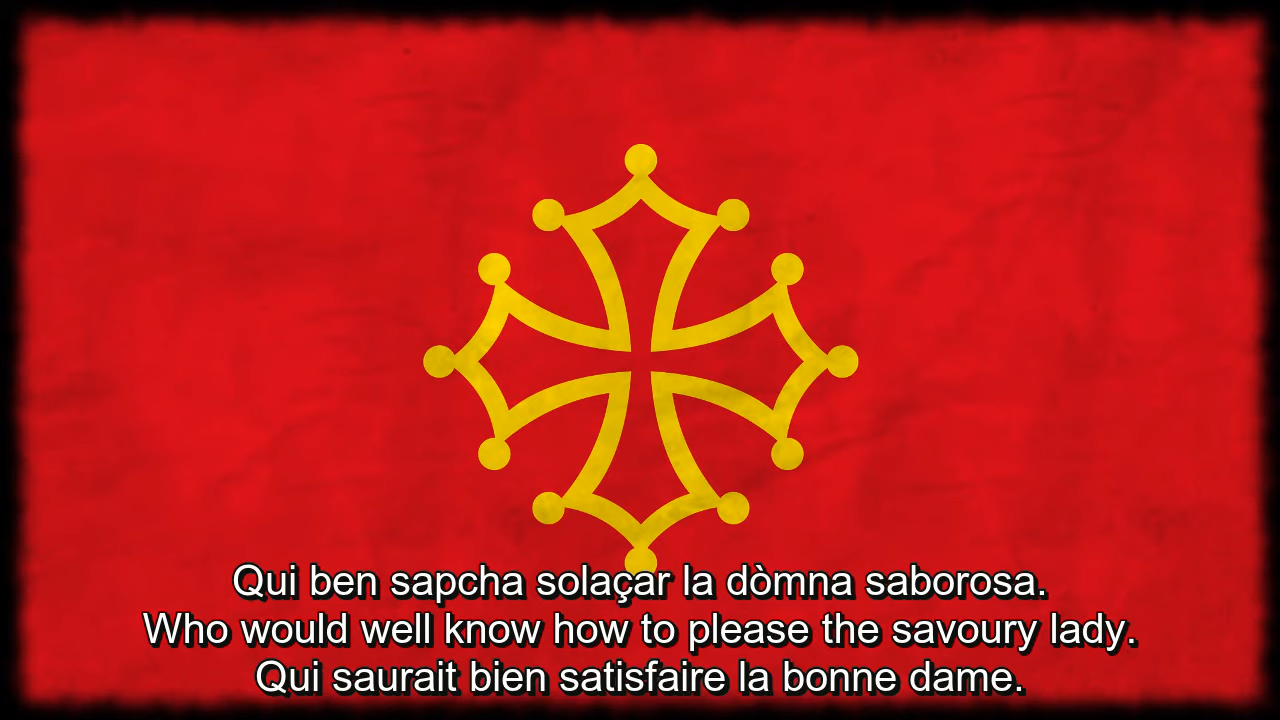 Qui ben sapcha solaçar la dòmna saborosa.
Who would well know how to please the savoury lady.
Qui saurait bien satisfaire la bonne dame.